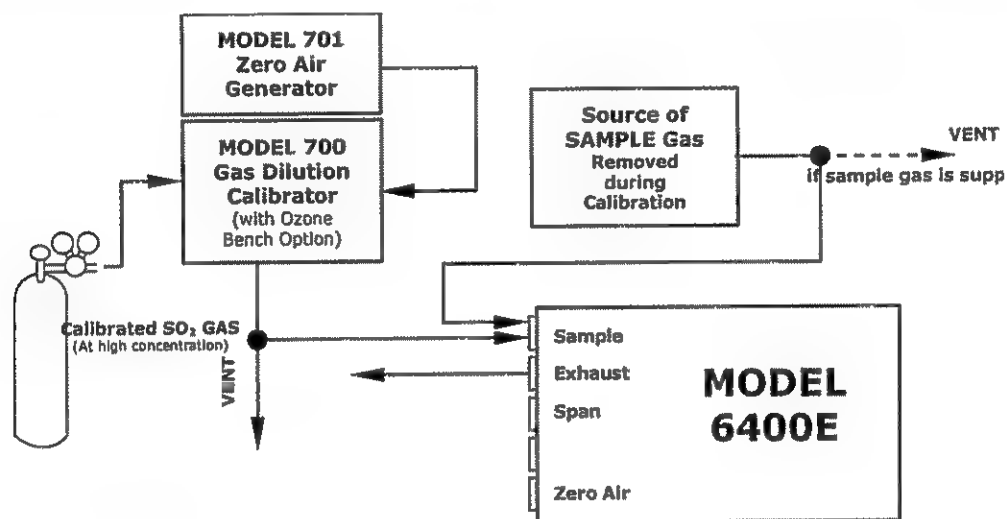 MODEL 701
Zero Air
Generator
MODEL 700
Gas Dilution
Calibrator
(with Ozone
Bench Option)
Source of
SAMPLE Gas
Removed
during
Calibration
VENT
if sample gas is supp
Calibrated SO₂ GAS
(At high concentration)
VENT
Sample
Exhaust
Span
Zero Air
MODEL
6400E